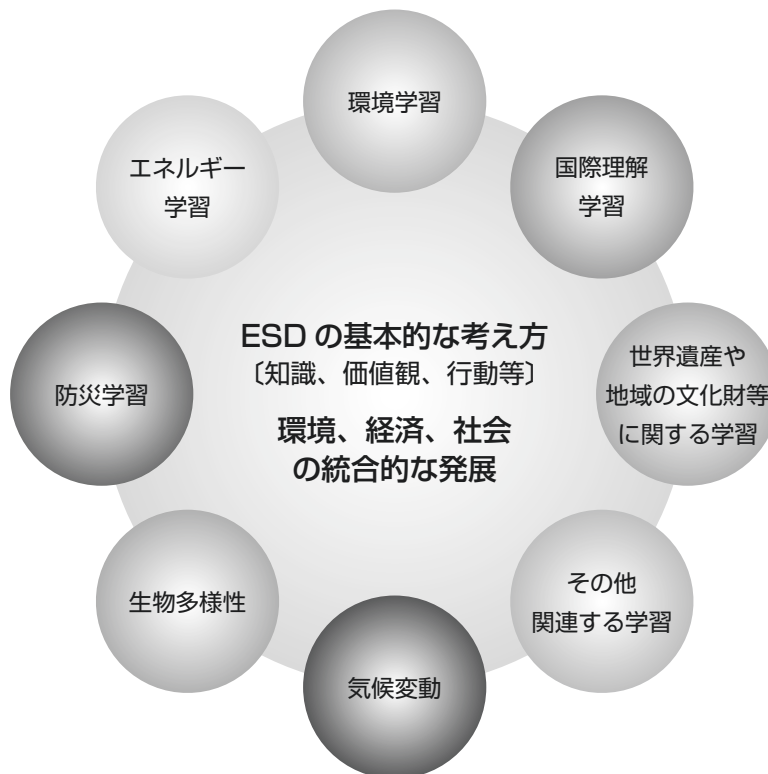 環境学習
国際理解
学習
世界遺産や
地域の文化財等
に関する学習
その他
関連する学習
気候変動
生物多様性
防災学習
エネルギー
学習
ESD の基本的な考え方
〔知識、価値観、行動等〕
環境、経済、社会
の統合的な発展